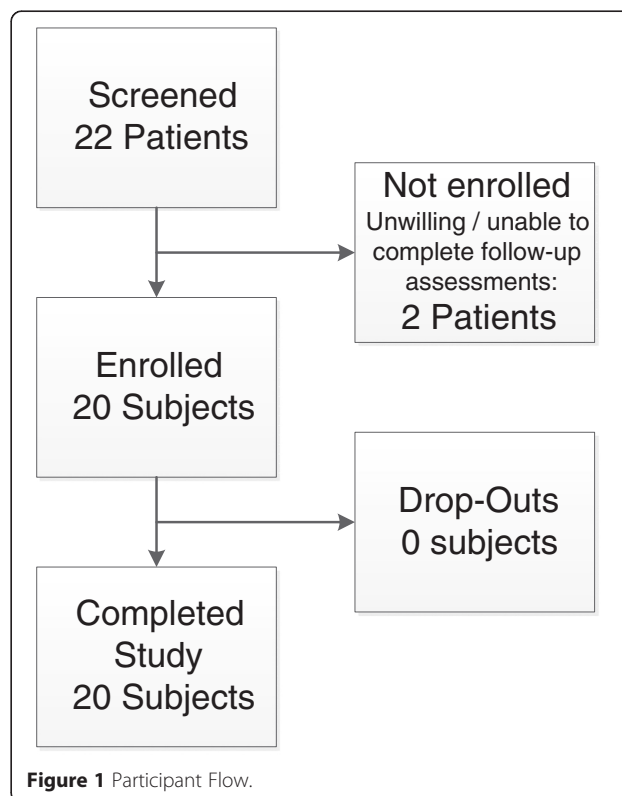 Screened
22 Patients
Not enrolled
Unwilling / unable to
complete follow-up
assessments:
2 Patients
Enrolled
20 Subjects
Drop-Outs
0 subjects
Completed
Study
20 Subjects
Figure 1 Participant Flow.